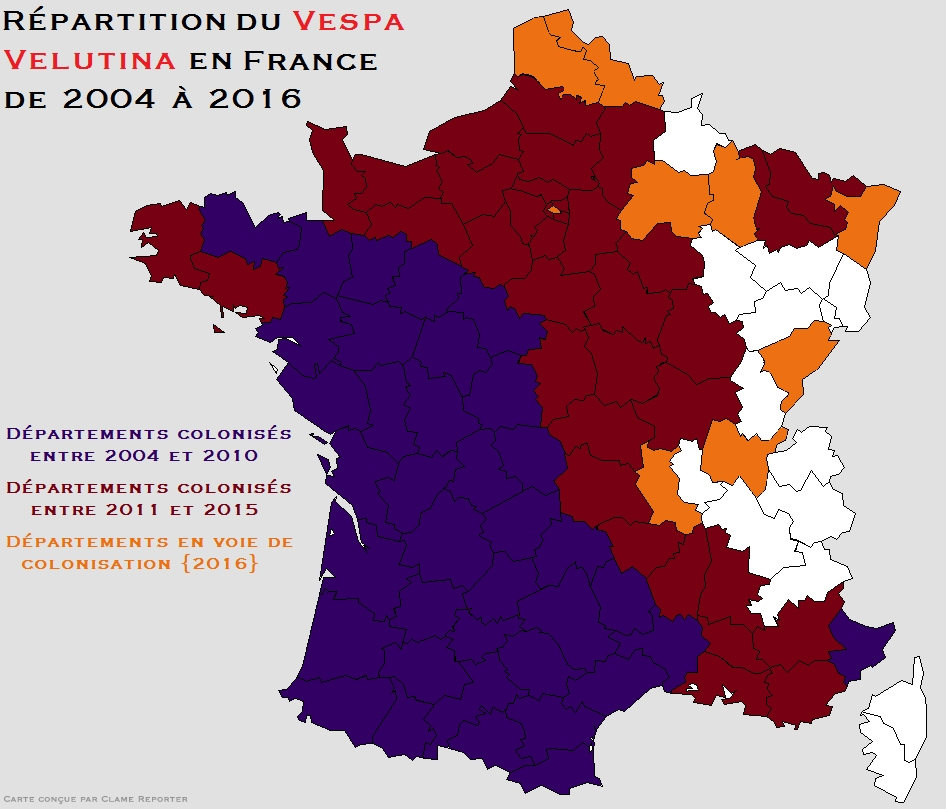 Répartition du Vespa
Velutina en France
de 2004 à 2016
Départements colonisés
entre 2004 et 2010
Départements colonisés
entre 2011 et 2015
Départements en voie de
colonisation {2016}
Carte conçue par Clame Reporter